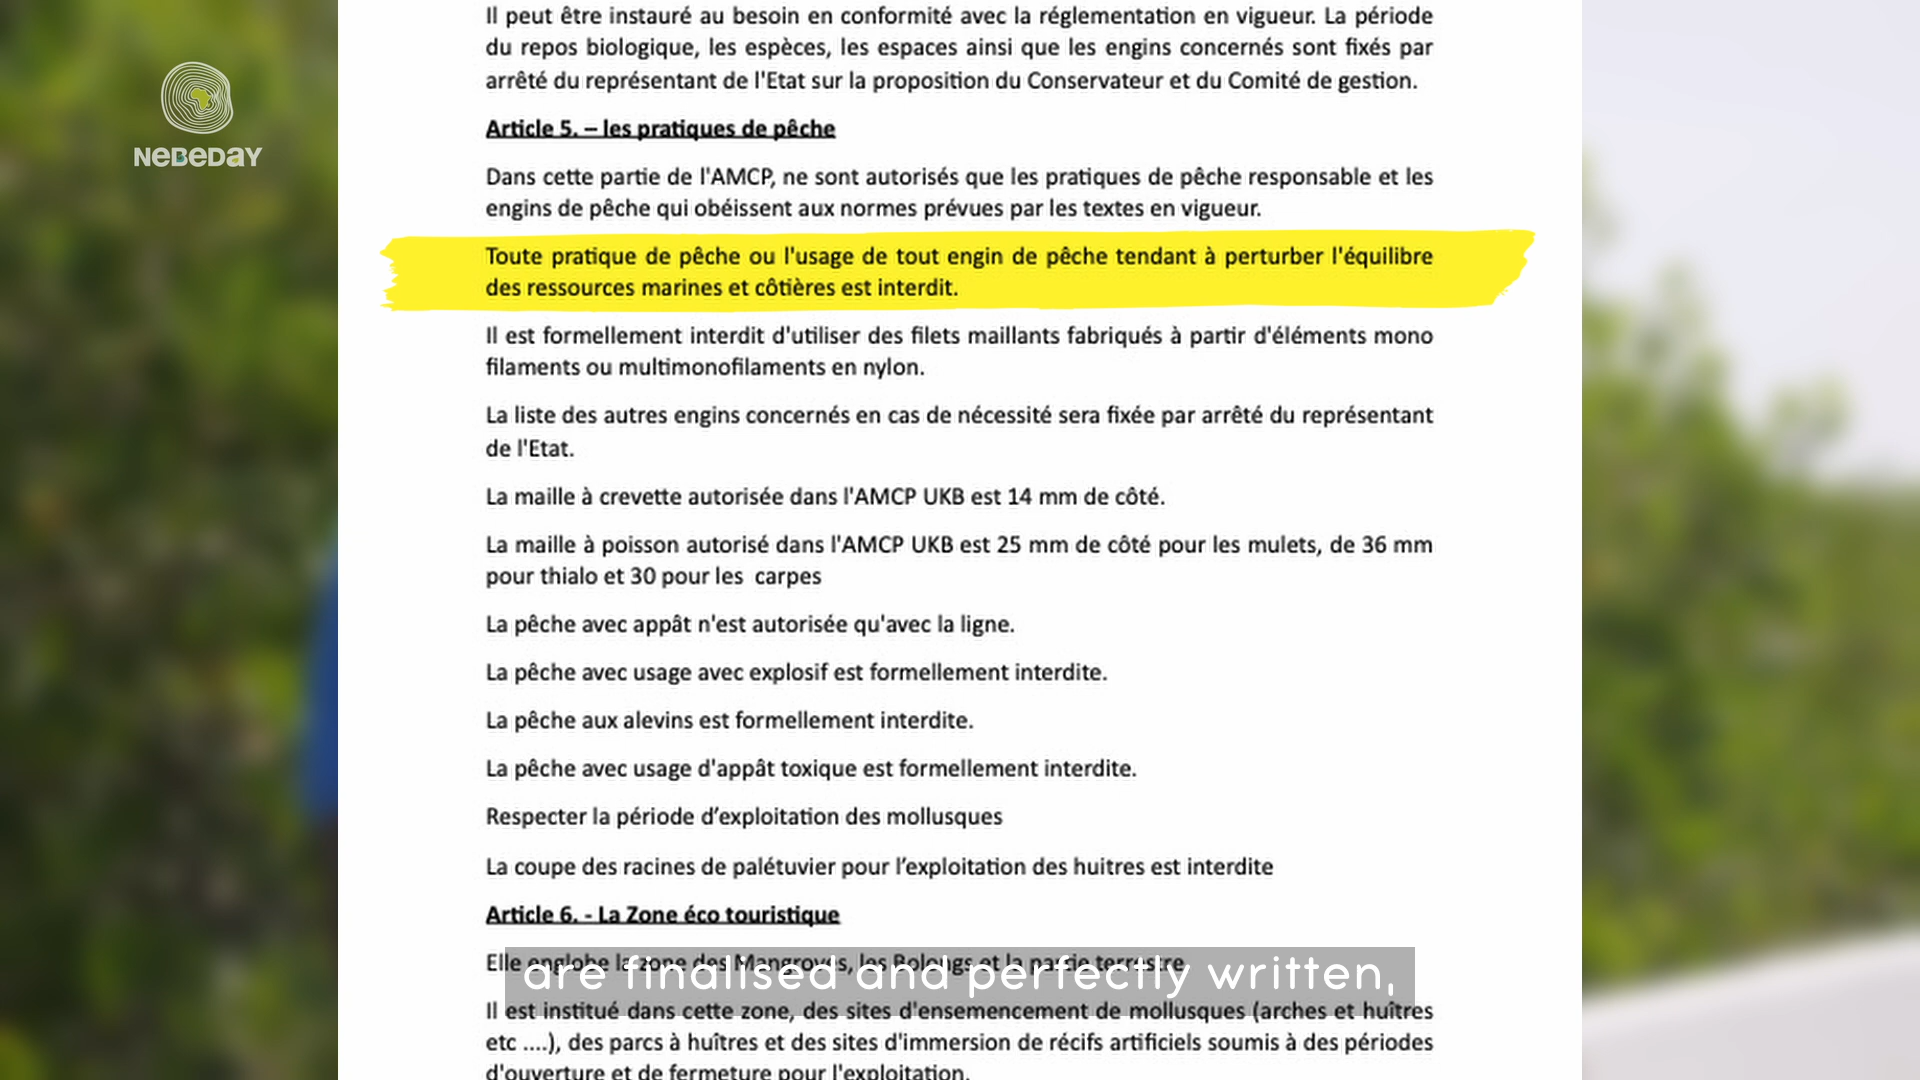 Il peut être instauré au besoin en conformité avec la réglementation en vigueur. La période
du repos biologique, les espèces, les espaces ainsi que les engins concernés sont fixés par
arrêté du représentant de l'Etat sur la proposition du Conservateur et du Comité de gestion.
NEBEDAY
Article 5. – les pratiques de pêche
Dans cette partie de l'AMCP, ne sont autorisés que les pratiques de pêche responsable et les
engins de pêche qui obéissent aux normes prévues par les textes en vigueur.
Toute pratique de pêche ou l'usage de tout engin de pêche tendant à perturber l'équilibre
des ressources marines et côtières est interdit.
Il est formellement interdit d'utiliser des filets maillants fabriqués à partir d'éléments mono
filaments ou multimonofilaments en nylon.
La liste des autres engins concernés en cas de nécessité sera fixée par arrêté du représentant
de l'Etat.
La maille à crevette autorisée dans l'AMCP UKB est 14 mm de côté.
La maille à poisson autorisé dans l'AMCP UKB est 25 mm de côté pour les mulets, de 36 mm
pour thialo et 30 pour les  carpes
La pêche avec appât n'est autorisée qu'avec la ligne.
La pêche avec usage avec explosif est formellement interdite.
La pêche aux alevins est formellement interdite.
La pêche avec usage d'appât toxique est formellement interdite.
Respecter la période d’exploitation des mollusques
La coupe des racines de palétuvier pour l’exploitation des huitres est interdite
Article 6. - La Zone éco touristique
Elle englobe la zone des Mangroves, les Bolongs et la partie terrestre.
are finalised and perfectly written,
Il est institué dans cette zone, des sites d'ensemencement de mollusques (arches et huîtres
etc ....), des parcs à huîtres et des sites d'immersion de récifs artificiels soumis à des périodes
d'ouverture et de fermeture pour l'exploitation.